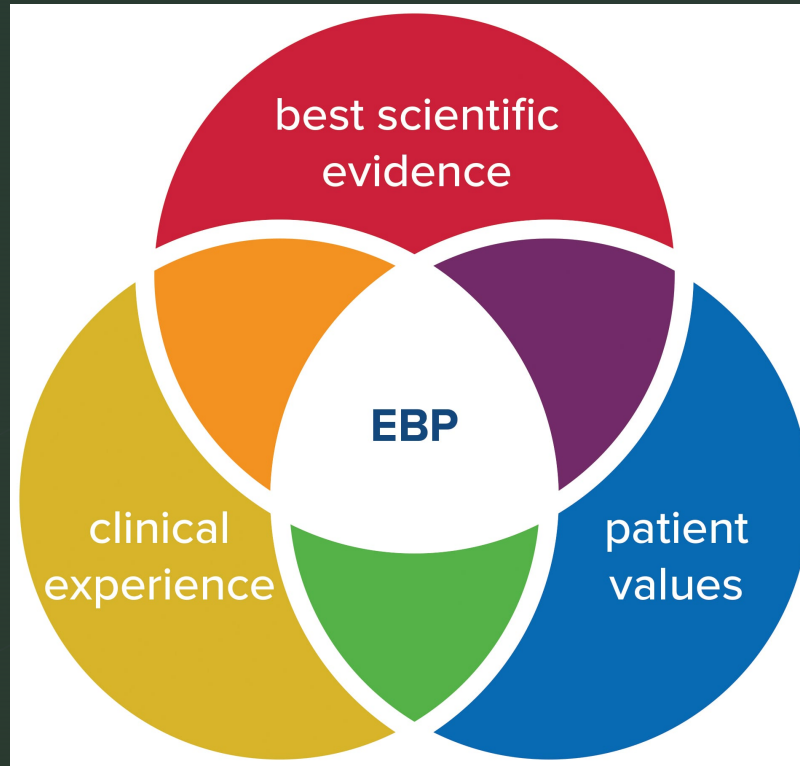 best scientific
evidence
EBP
clinical
experience
patient
values